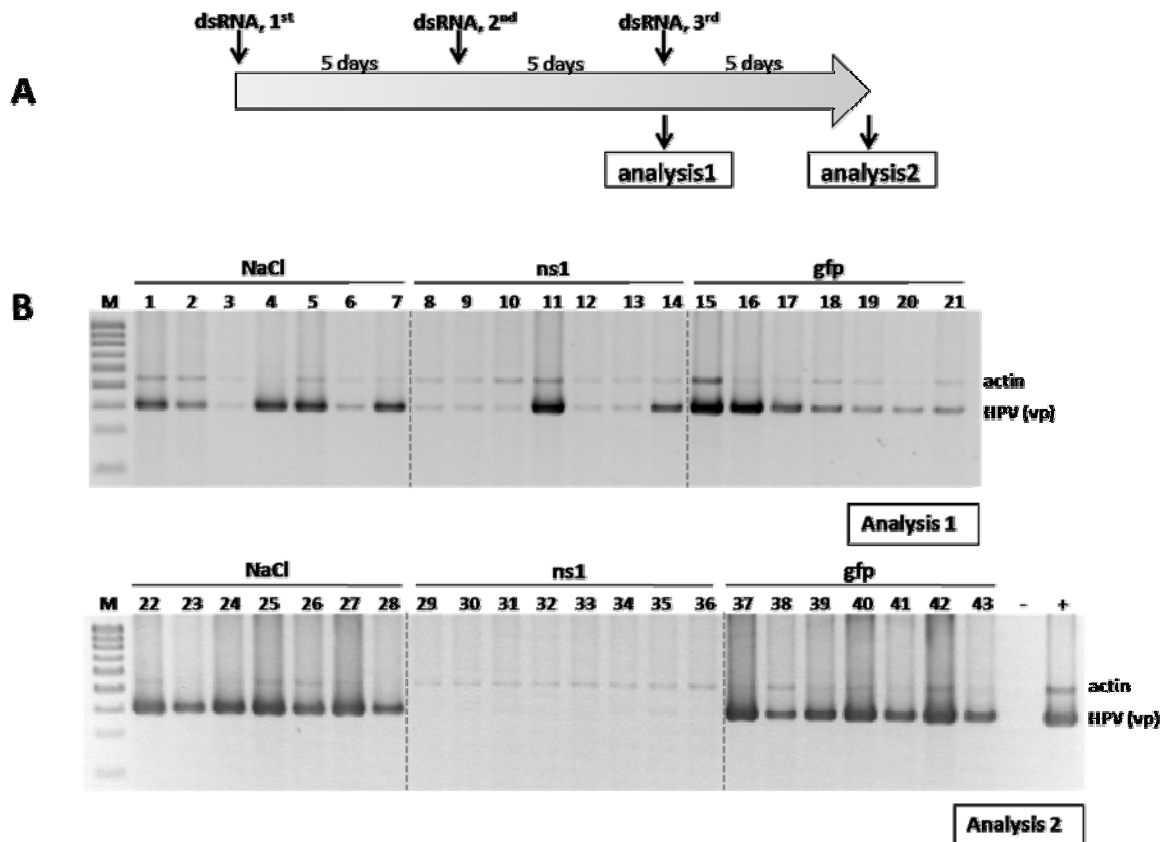 dsRNA, 1st dsRNA, 2nd dsRNA, 3rd
5 days 5 days 5 days
A
analysis1 analysis2
NaCl ns1 gfp
B
M 1 2 3 4 5 6 7 8 9 10 11 12 13 14 15 16 17 18 19 20 21
actin
HPV (vp)
Analysis 1
NaCl ns1 gfp
M 22 23 24 25 26 27 28 29 30 31 32 33 34 35 36 37 38 39 40 41 42 43 - +
actin
HPV (vp)
Analysis 2